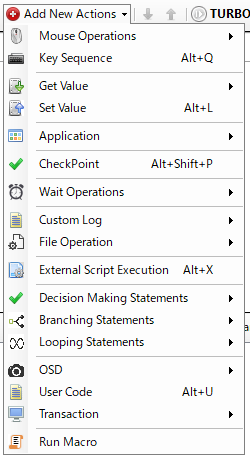 Add New Actions TURBO
Mouse Operations
Key Sequence Alt+Q
Get Value
Set Value Alt+L
Application
CheckPoint Alt+Shift+P
Wait Operations
Custom Log
File Operation
External Script Execution Alt+X
Decision Making Statements
Branching Statements
Looping Statements
OSD
User Code Alt+U
Transaction
Run Macro